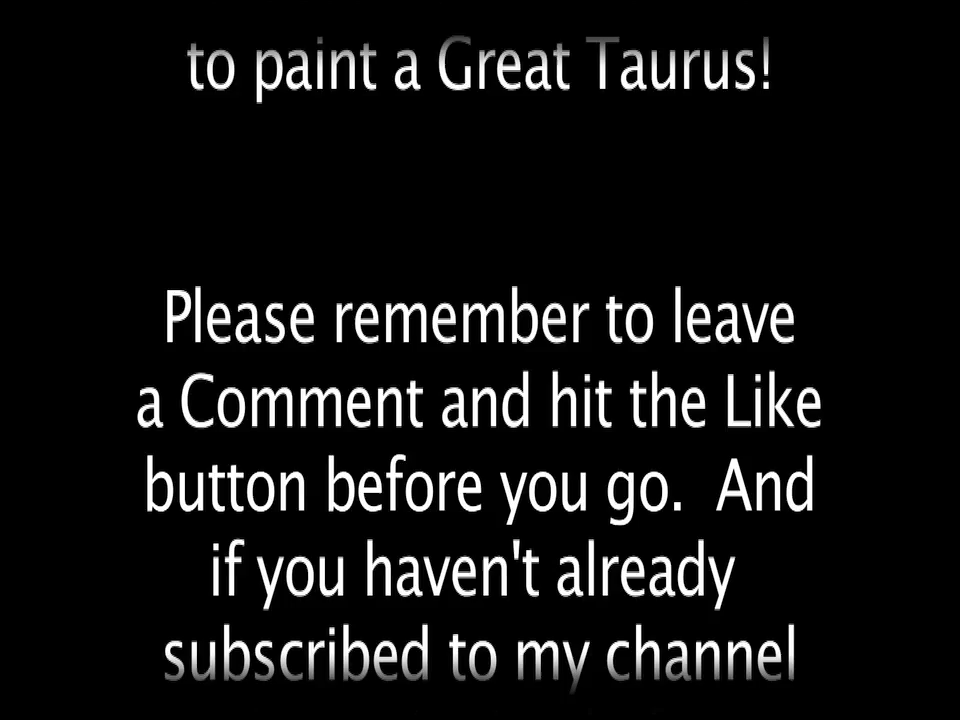 to paint a Great Taurus!
Please remember to leave
a Comment and hit the Like
button before you go.  And
if you haven't already
subscribed to my channel